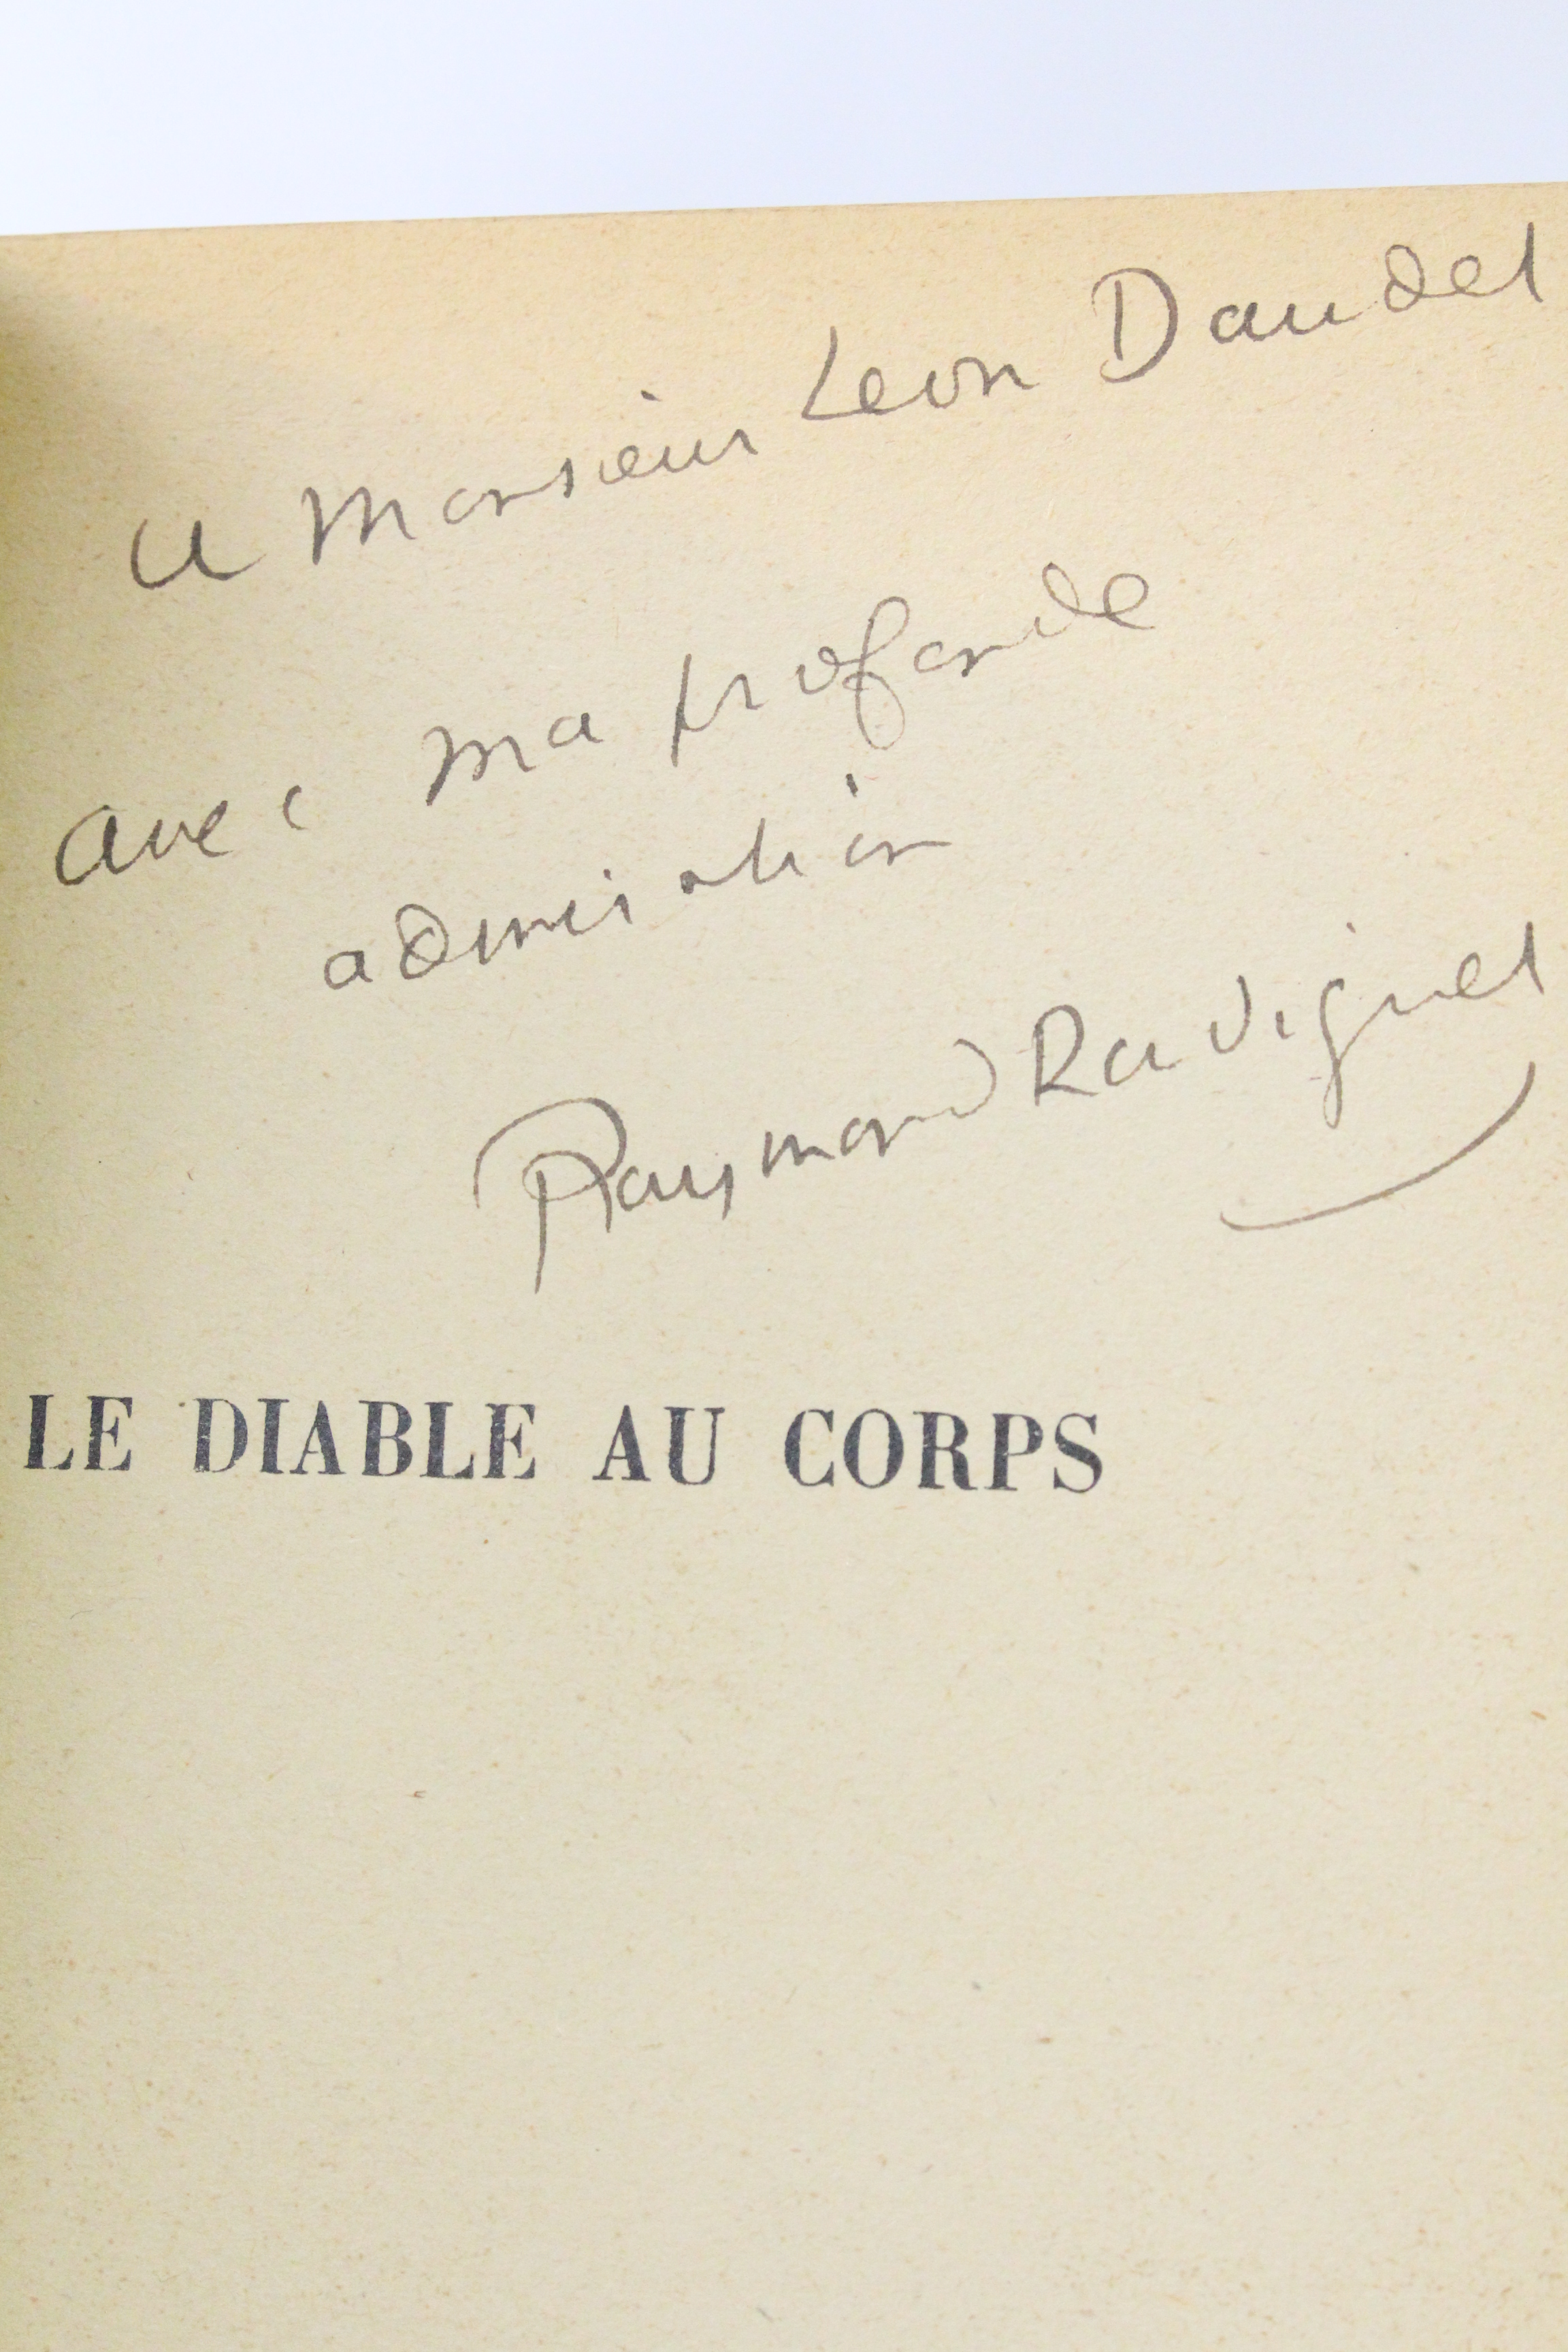 A Monsieur Leon Daudet
avec ma profonde
admiration
Raymond Radiguet
LE DIABLE AU CORPS